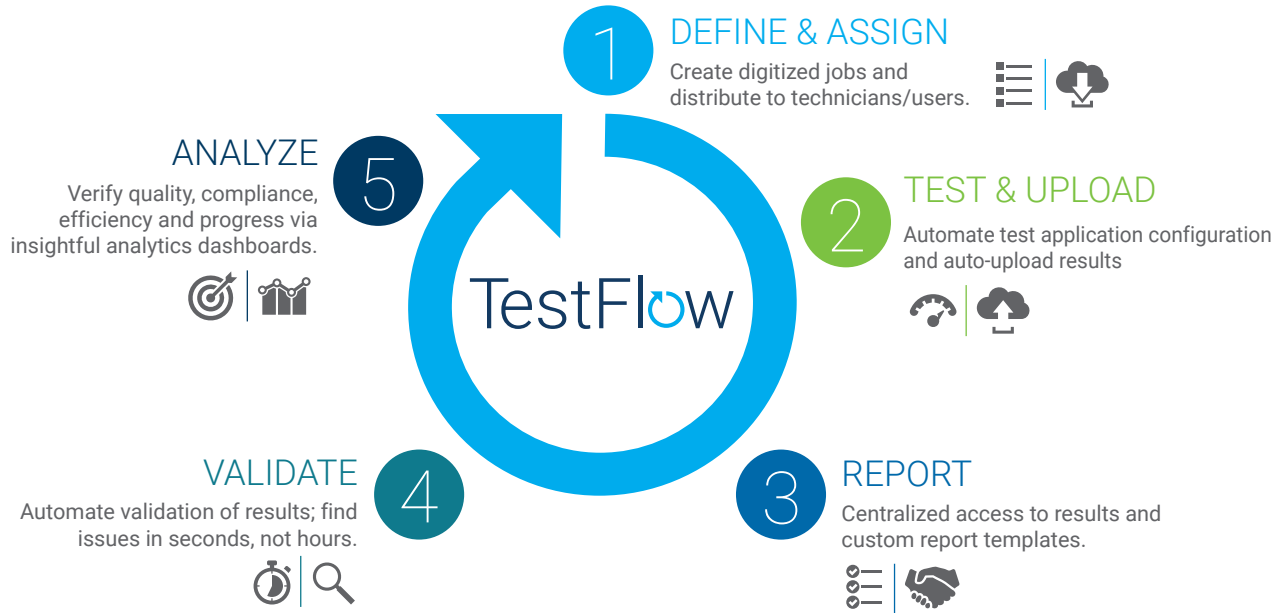 1
DEFINE & ASSIGN
Create digitized jobs and
distribute to technicians/users.
2
TEST & UPLOAD
Automate test application configuration
and auto-upload results
3
REPORT
Centralized access to results and
custom report templates.
4
VALIDATE
Automate validation of results; find
issues in seconds, not hours.
5
ANALYZE
Verify quality, compliance,
efficiency and progress via
insightful analytics dashboards.
TestFlow